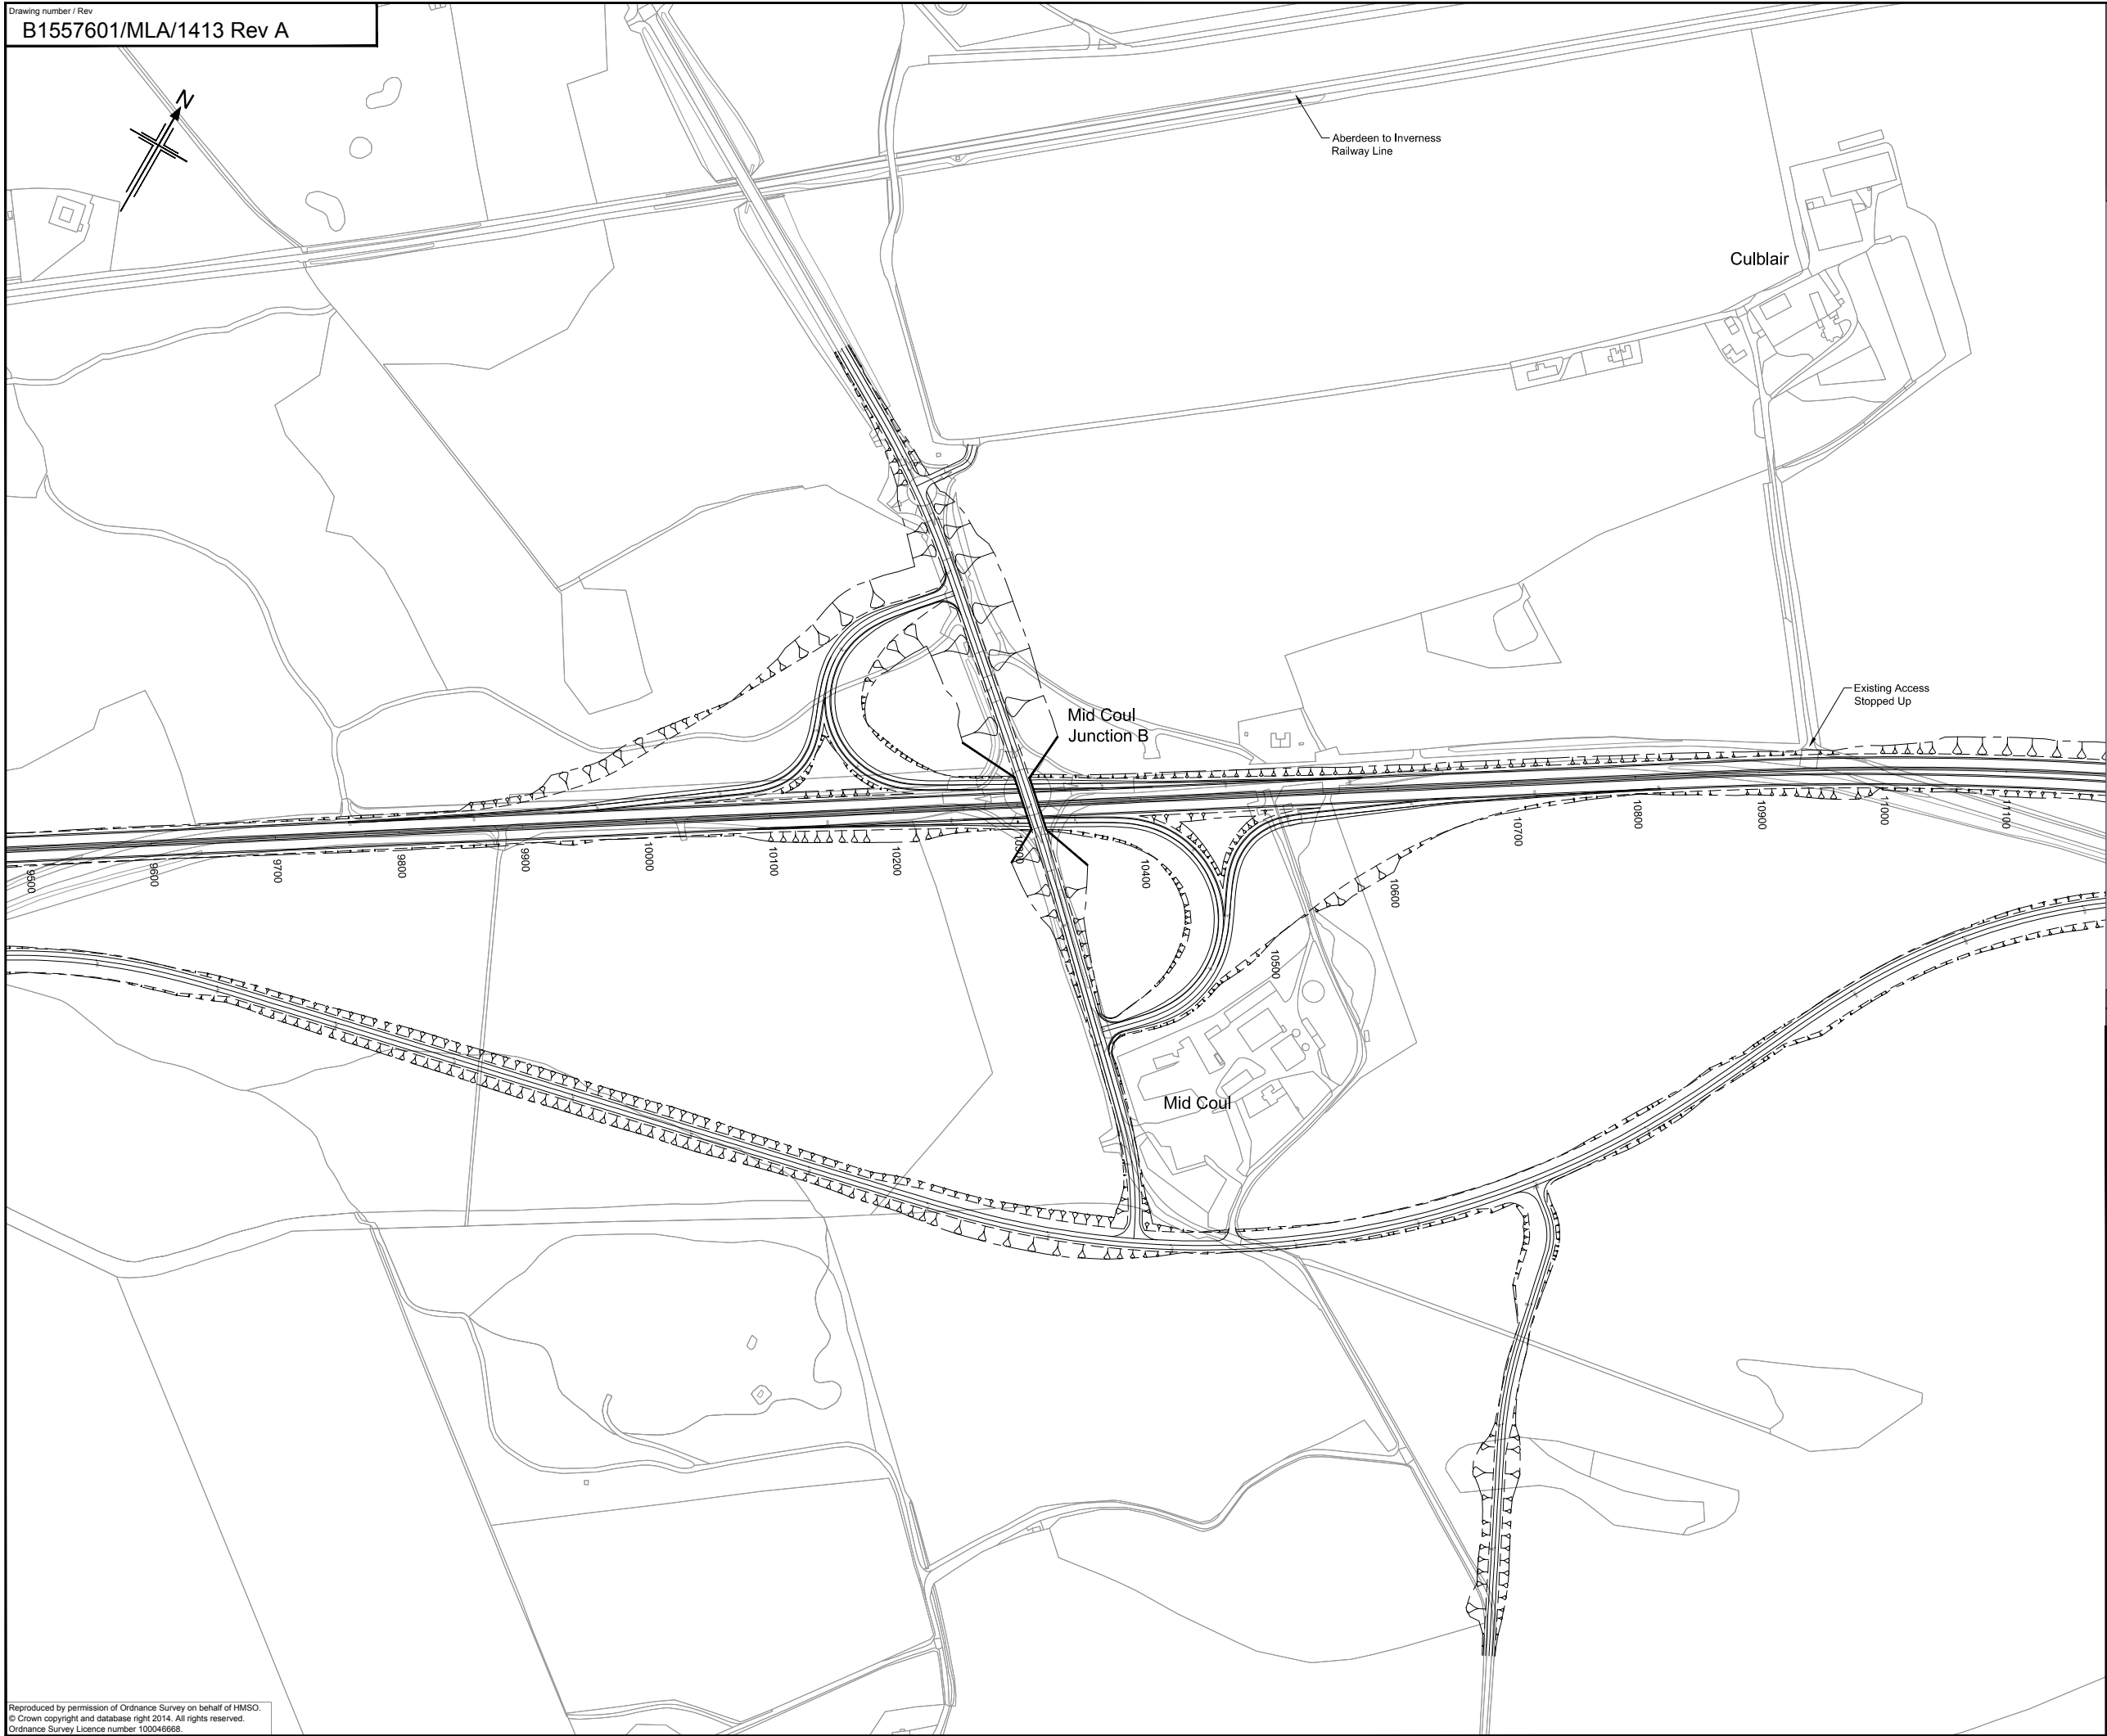 Drawing number / Rev
B1557601/MLA/1413 Rev A
N
Aberdeen to Inverness
Railway Line
Culblair
Existing Access
Stopped Up
Mid Coul
Junction B
9500
9600
9700
9800
9900
10000
10100
10200
10300
10400
10500
10600
10700
10800
10900
11000
11100
Mid Coul
Reproduced by permission of Ordnance Survey on behalf of HMSO.
© Crown copyright and database right 2014. All rights reserved.
Ordnance Survey Licence number 100046668.